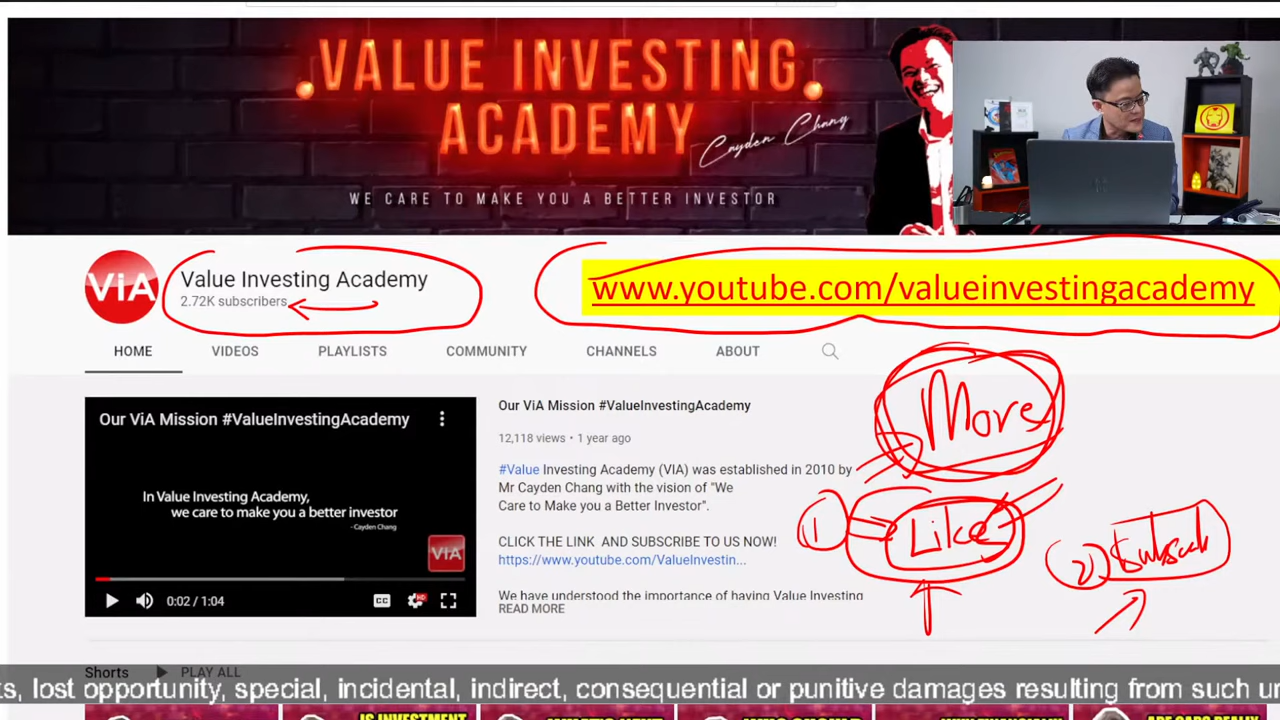 VALUE INVESTING
ACADEMY
Cayden Chang
WE CARE TO MAKE YOU A BETTER INVESTOR
ViA
Value Investing Academy
2.72K subscribers
www.youtube.com/valueinvestingacademy
HOME VIDEOS PLAYLISTS COMMUNITY CHANNELS ABOUT
Our ViA Mission #ValueInvestingAcademy
In Value Investing Academy,
we care to make you a better investor
-Cayden Chang
VIA
0:02 / 1:04
CC
HD
Our ViA Mission #ValueInvestingAcademy
12,118 views • 1 year ago
#Value Investing Academy (VIA) was established in 2010 by
Mr Cayden Chang with the vision of "We
Care to Make you a Better Investor".
CLICK THE LINK AND SUBSCRIBE TO US NOW!
https://www.youtube.com/ValueInvestin...
We have understood the importance of having Value Investing
READ MORE
More
1 Like
2)
Shorts PLAY ALL
lost opportunity, special, incidental, indirect, consequential or punitive damages resulting from such
IS INVESTMENT